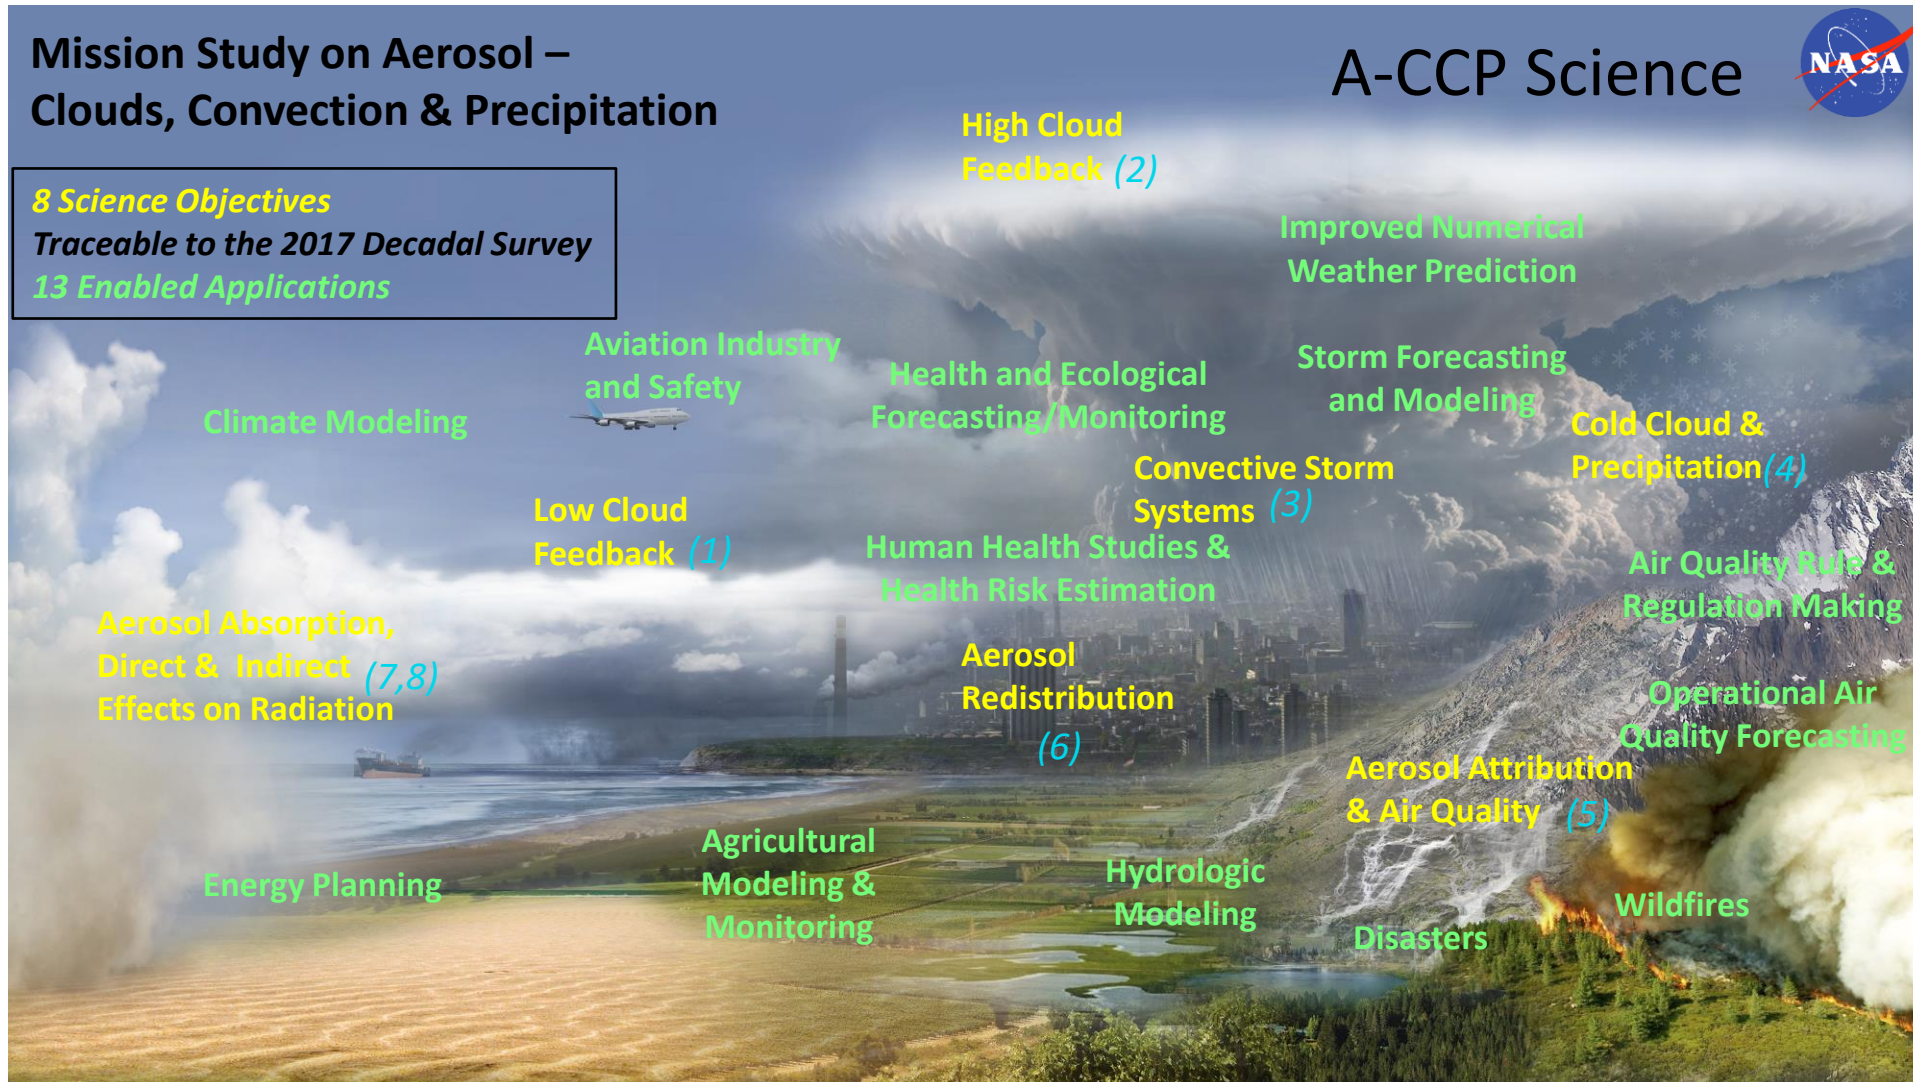 Mission Study on Aerosol –
Clouds, Convection & Precipitation
A-CCP Science
NASA
8 Science Objectives
Traceable to the 2017 Decadal Survey
13 Enabled Applications
High Cloud
Feedback (2)
Improved Numerical
Weather Prediction
Aviation Industry
and Safety
Health and Ecological
Forecasting/Monitoring
Storm Forecasting
and Modeling
Climate Modeling
Cold Cloud &
Precipitation (4)
Convective Storm
Systems (3)
Low Cloud
Feedback (1)
Human Health Studies &
Health Risk Estimation
Air Quality Rule &
Regulation Making
Aerosol Absorption,
Direct & Indirect (7,8)
Effects on Radiation
Aerosol
Redistribution
(6)
Operational Air
Quality Forecasting
Aerosol Attribution
& Air Quality (5)
Agricultural
Modeling &
Monitoring
Energy Planning
Hydrologic
Modeling
Wildfires
Disasters